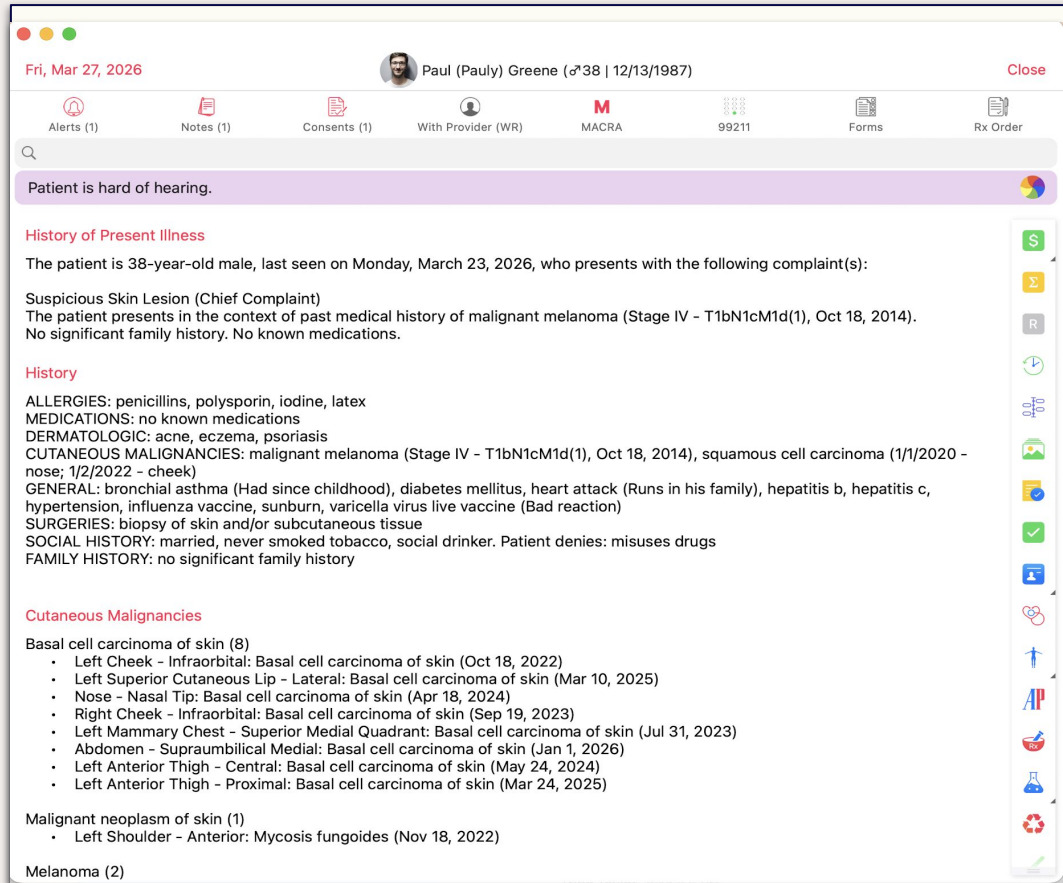 Fri, Mar 27, 2026
Paul (Pauly) Greene (♂38 | 12/13/1987)
Close
Alerts (1)
Notes (1)
Consents (1)
With Provider (WR)
M
MACRA
99211
Forms
Rx Order
Patient is hard of hearing.
History of Present Illness
The patient is 38-year-old male, last seen on Monday, March 23, 2026, who presents with the following complaint(s):
Suspicious Skin Lesion (Chief Complaint)
The patient presents in the context of past medical history of malignant melanoma (Stage IV - T1bN1cM1d(1), Oct 18, 2014).
No significant family history. No known medications.
History
ALLERGIES: penicillins, polysporin, iodine, latex
MEDICATIONS: no known medications
DERMATOLOGIC: acne, eczema, psoriasis
CUTANEOUS MALIGNANCIES: malignant melanoma (Stage IV - T1bN1cM1d(1), Oct 18, 2014), squamous cell carcinoma (1/1/2020 -
nose; 1/2/2022 - cheek)
GENERAL: bronchial asthma (Had since childhood), diabetes mellitus, heart attack (Runs in his family), hepatitis b, hepatitis c,
hypertension, influenza vaccine, sunburn, varicella virus live vaccine (Bad reaction)
SURGERIES: biopsy of skin and/or subcutaneous tissue
SOCIAL HISTORY: married, never smoked tobacco, social drinker. Patient denies: misuses drugs
FAMILY HISTORY: no significant family history
Cutaneous Malignancies
Basal cell carcinoma of skin (8)
• Left Cheek - Infraorbital: Basal cell carcinoma of skin (Oct 18, 2022)
• Left Superior Cutaneous Lip - Lateral: Basal cell carcinoma of skin (Mar 10, 2025)
• Nose - Nasal Tip: Basal cell carcinoma of skin (Apr 18, 2024)
• Right Cheek - Infraorbital: Basal cell carcinoma of skin (Sep 19, 2023)
• Left Mammary Chest - Superior Medial Quadrant: Basal cell carcinoma of skin (Jul 31, 2023)
• Abdomen - Supraumbilical Medial: Basal cell carcinoma of skin (Jan 1, 2026)
• Left Anterior Thigh - Central: Basal cell carcinoma of skin (May 24, 2024)
• Left Anterior Thigh - Proximal: Basal cell carcinoma of skin (Mar 24, 2025)
Malignant neoplasm of skin (1)
• Left Shoulder - Anterior: Mycosis fungoides (Nov 18, 2022)
Melanoma (2)
$
Σ
R
AP
Rx